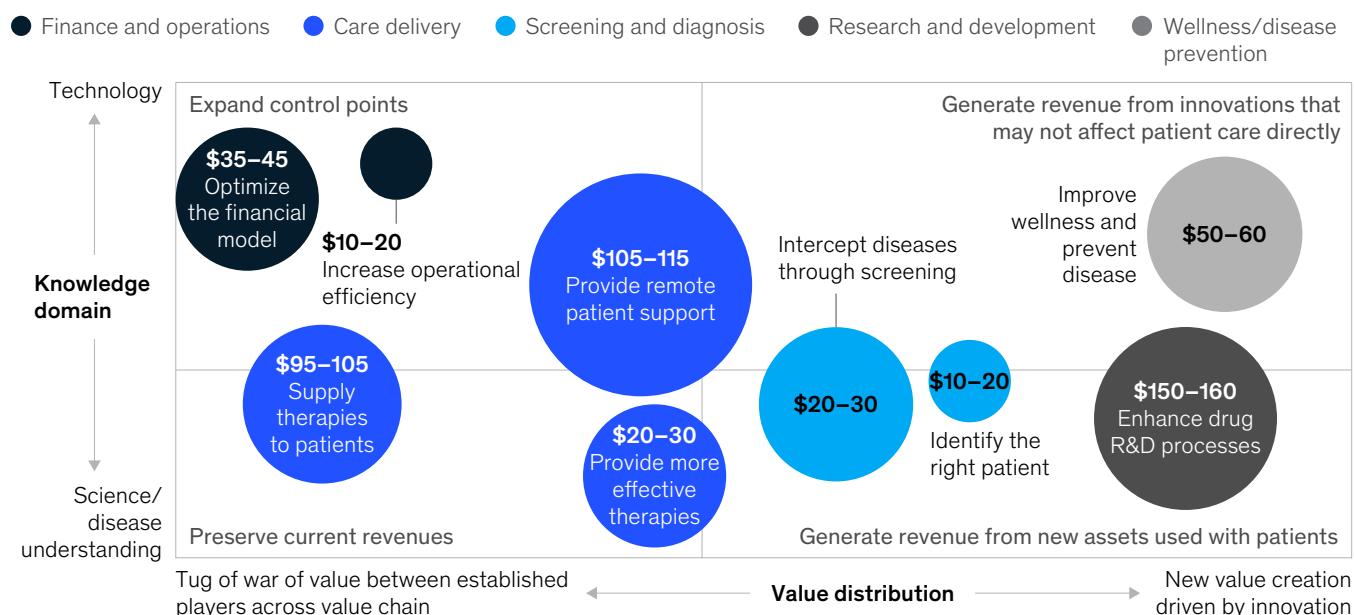 Finance and operations
Care delivery
Screening and diagnosis
Research and development
Wellness/disease
prevention
Technology
Knowledge
domain
Science/
disease
understanding
Expand control points
Generate revenue from innovations that
may not affect patient care directly
$35–45
Optimize
the financial
model
$10–20
Increase operational
efficiency
$105–115
Provide remote
patient support
Intercept diseases
through screening
$20–30
Improve
wellness and
prevent
disease
$50–60
$95–105
Supply
therapies
to patients
$20–30
Provide more
effective
therapies
$10–20
Identify the
right patient
$150–160
Enhance drug
R&D processes
Preserve current revenues
Generate revenue from new assets used with patients
Tug of war of value between established
players across value chain
Value distribution
New value creation
driven by innovation